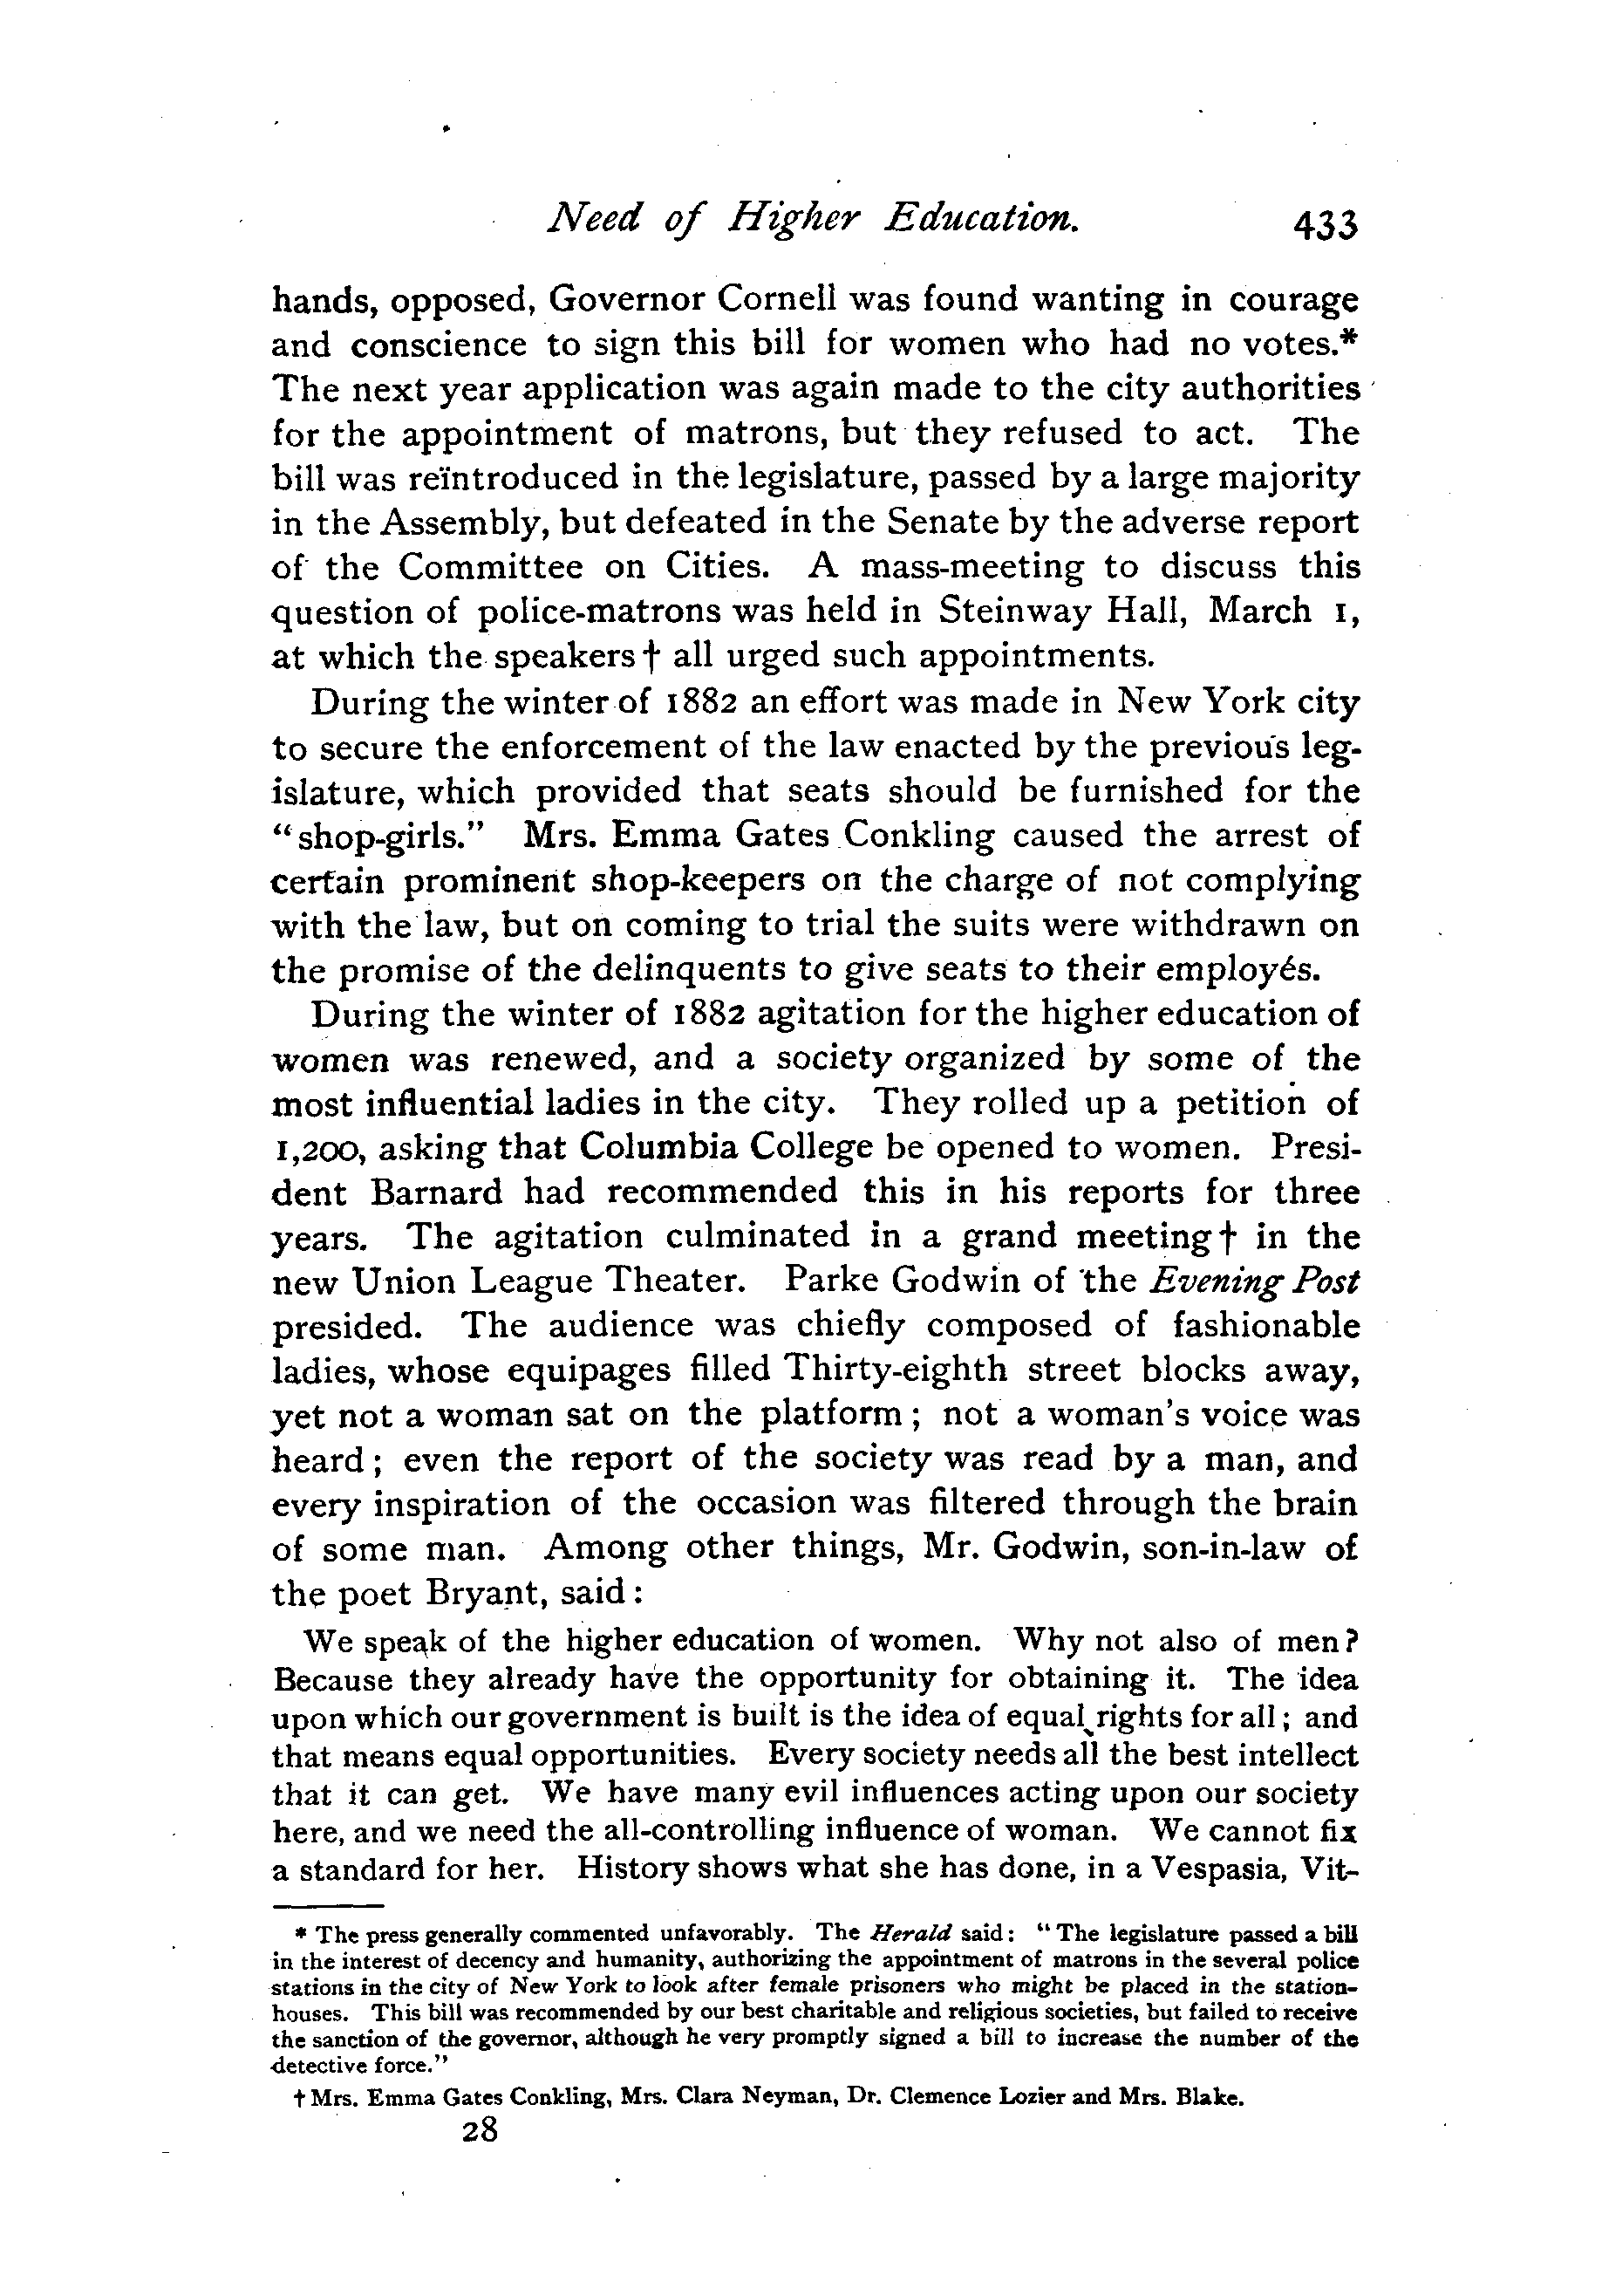 Need of Higher Education. 433
hands, opposed, Governor Cornell was found wanting in courage
and conscience to sign this bill for women who had no votes.*
The next year application was again made to the city authorities
for the appointment of matrons, but they refused to act. The
bill was reïntroduced in the legislature, passed by a large majority
in the Assembly, but defeated in the Senate by the adverse report
of the Committee on Cities. A mass-meeting to discuss this
question of police-matrons was held in Steinway Hall, March 1,
at which the speakers† all urged such appointments.
During the winter of 1882 an effort was made in New York city
to secure the enforcement of the law enacted by the previous leg-
islature, which provided that seats should be furnished for the
"shop-girls." Mrs. Emma Gates Conkling caused the arrest of
certain prominent shop-keepers on the charge of not complying
with the law, but on coming to trial the suits were withdrawn on
the promise of the delinquents to give seats to their employés.
During the winter of 1882 agitation for the higher education of
women was renewed, and a society organized by some of the
most influential ladies in the city. They rolled up a petition of
1,200, asking that Columbia College be opened to women. Presi-
dent Barnard had recommended this in his reports for three
years. The agitation culminated in a grand meeting† in the
new Union League Theater. Parke Godwin of the Evening Post
presided. The audience was chiefly composed of fashionable
ladies, whose equipages filled Thirty-eighth street blocks away,
yet not a woman sat on the platform; not a woman's voice was
heard; even the report of the society was read by a man, and
every inspiration of the occasion was filtered through the brain
of some man. Among other things, Mr. Godwin, son-in-law of
the poet Bryant, said:
We speak of the higher education of women. Why not also of men?
Because they already have the opportunity for obtaining it. The idea
upon which our government is built is the idea of equal rights for all; and
that means equal opportunities. Every society needs all the best intellect
that it can get. We have many evil influences acting upon our society
here, and we need the all-controlling influence of woman. We cannot fix
a standard for her. History shows what she has done, in a Vespasia, Vit-
* The press generally commented unfavorably. The Herald said: "The legislature passed a bill
in the interest of decency and humanity, authorizing the appointment of matrons in the several police
stations in the city of New York to look after female prisoners who might be placed in the station-
houses. This bill was recommended by our best charitable and religious societies, but failed to receive
the sanction of the governor, although he very promptly signed a bill to increase the number of the
detective force."
† Mrs. Emma Gates Conkling, Mrs. Clara Neyman, Dr. Clemence Lozier and Mrs. Blake.
28